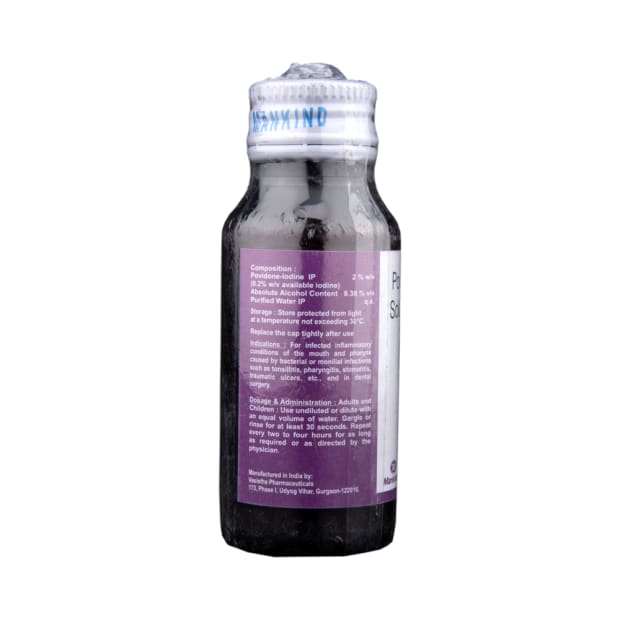 MANKIND
Composition :
Povidone-iodine IP 2 % w/v
(0.2% w/v available iodine)
Absolute Alcohol Content 8.38 % v/v
Purified Water IP q.s.
Storage : Store protected from light
at a temperature not exceeding 30°C.
Replace the cap tightly after use
Indications : For infected inflammatory
conditions of the mouth and pharynx
caused by bacterial or monilial infections
such as tonsillitis, pharyngitis, stomatitis,
traumatic ulcers, etc., and in dental
surgery.
Dosage & Administration : Adults and
Children : Use undiluted or dilute with
an equal volume of water. Gargle or
rinse for at least 30 seconds. Repeat
every two to four hours for as long
as required or as directed by the
physician.
Manufactured in India by:
Vasistha Pharmaceuticals
173, Phase I, Udyog Vihar, Gurgaon-122016.
Po
Sol